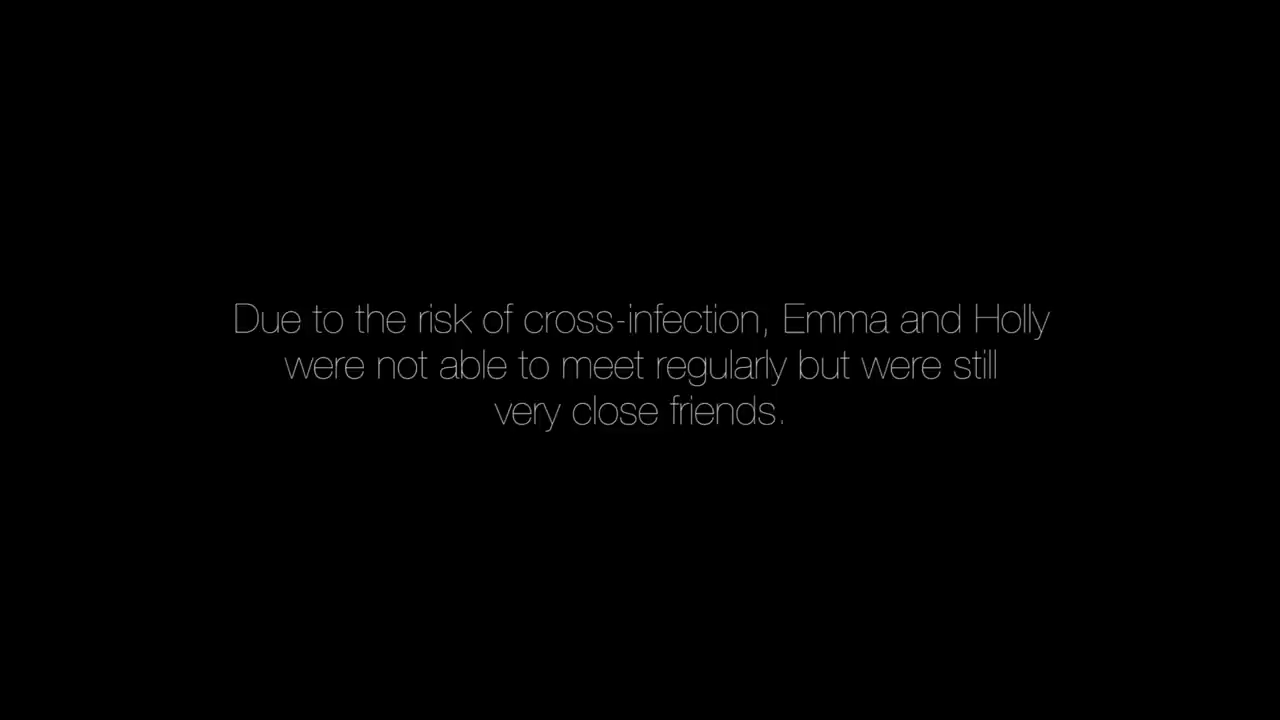 Due to the risk of cross-infection, Emma and Holly
were not able to meet regularly but were still
very close friends.